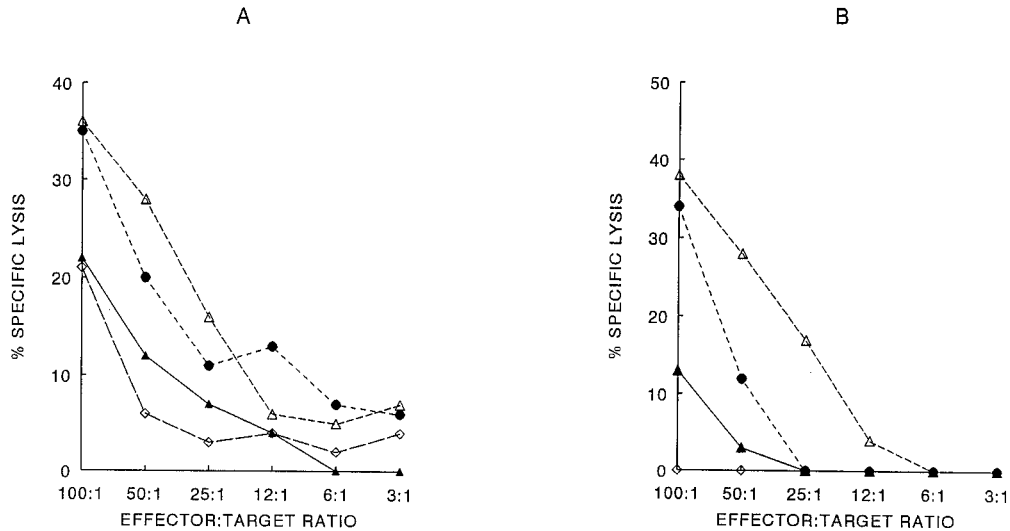 A
B
% SPECIFIC LYSIS
40
30
20
10
0
100:1 50:1 25:1 12:1 6:1 3:1
EFFECTOR:TARGET RATIO
% SPECIFIC LYSIS
50
40
30
20
10
0
100:1 50:1 25:1 12:1 6:1 3:1
EFFECTOR:TARGET RATIO